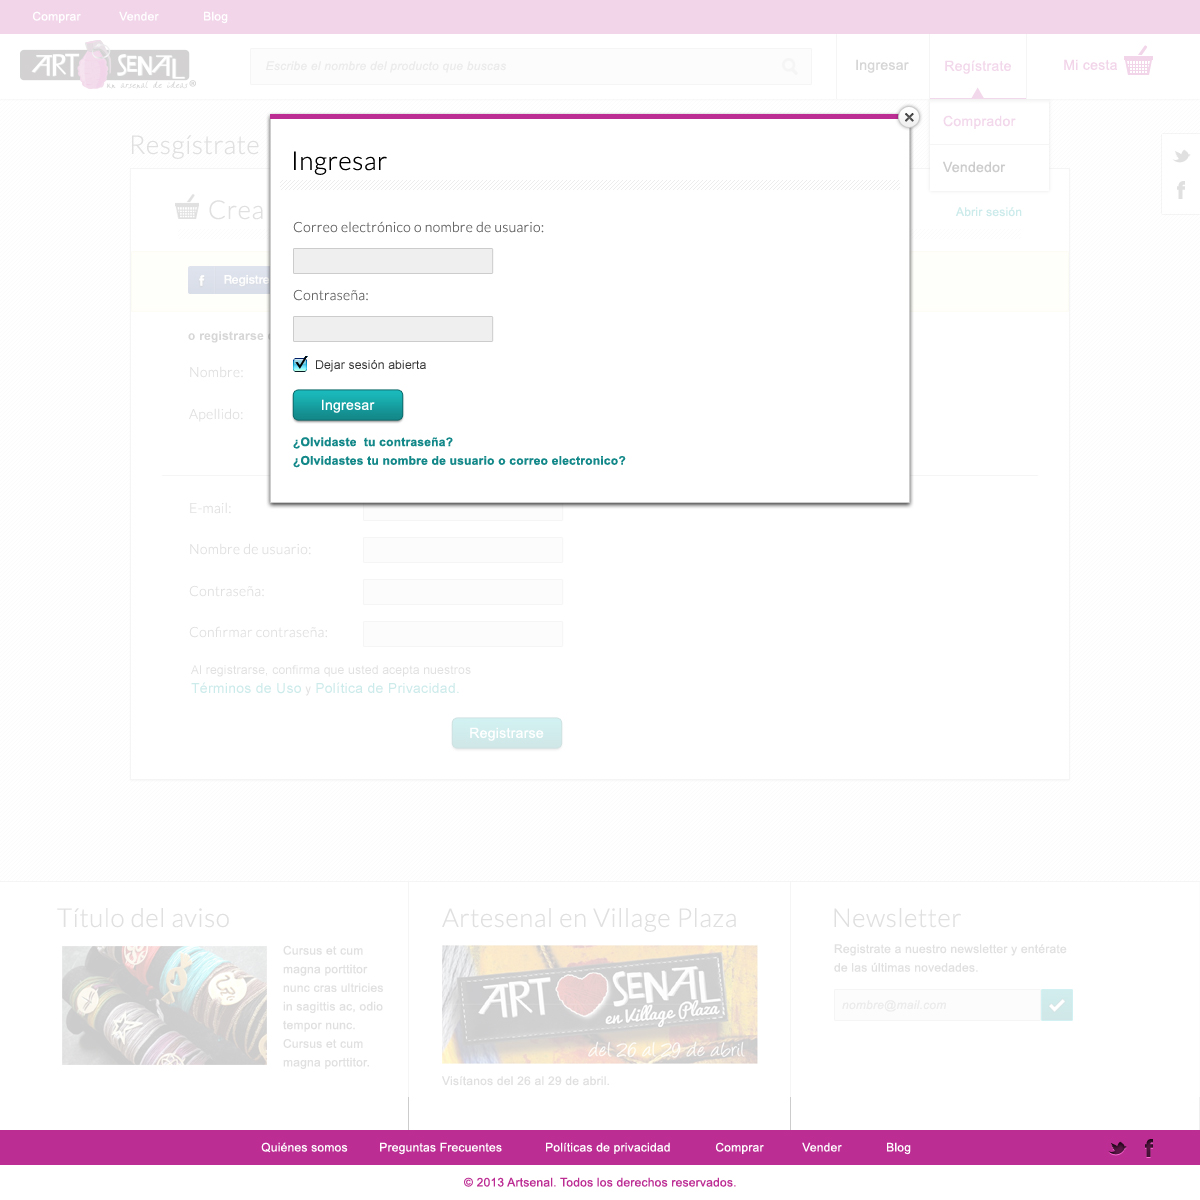 Comprar Vender Blog
ARTSENAL
un arsenal de ideas®
Escribe el nombre del producto que buscas
Ingresar
Regístrate
Mi cesta
Comprador
Vendedor
Resgístrate
Crea
Abrir sesión
Ingresar
Correo electrónico o nombre de usuario:
Contraseña:
Dejar sesión abierta
Ingresar
¿Olvidaste tu contraseña?
¿Olvidastes tu nombre de usuario o correo electronico?
f Registre
o registrarse
Nombre:
Apellido:
E-mail:
Nombre de usuario:
Contraseña:
Confirmar contraseña:
Al registrarse, confirma que usted acepta nuestros
Términos de Uso y Política de Privacidad.
Registrarse
Título del aviso
Cursus et cum
magna porttitor
nunc cras ultricies
in sagittis ac, odio
tempor nunc.
Cursus et cum
magna porttitor.
Artesenal en Village Plaza
ART SENAL
en Village Plaza
del 26 al 29 de abril
Visítanos del 26 al 29 de abril.
Newsletter
Regístrate a nuestro newsletter y entérate
de las últimas novedades.
nombre@mail.com
Quiénes somos Preguntas Frecuentes Políticas de privacidad Comprar Vender Blog
© 2013 Artsenal. Todos los derechos reservados.